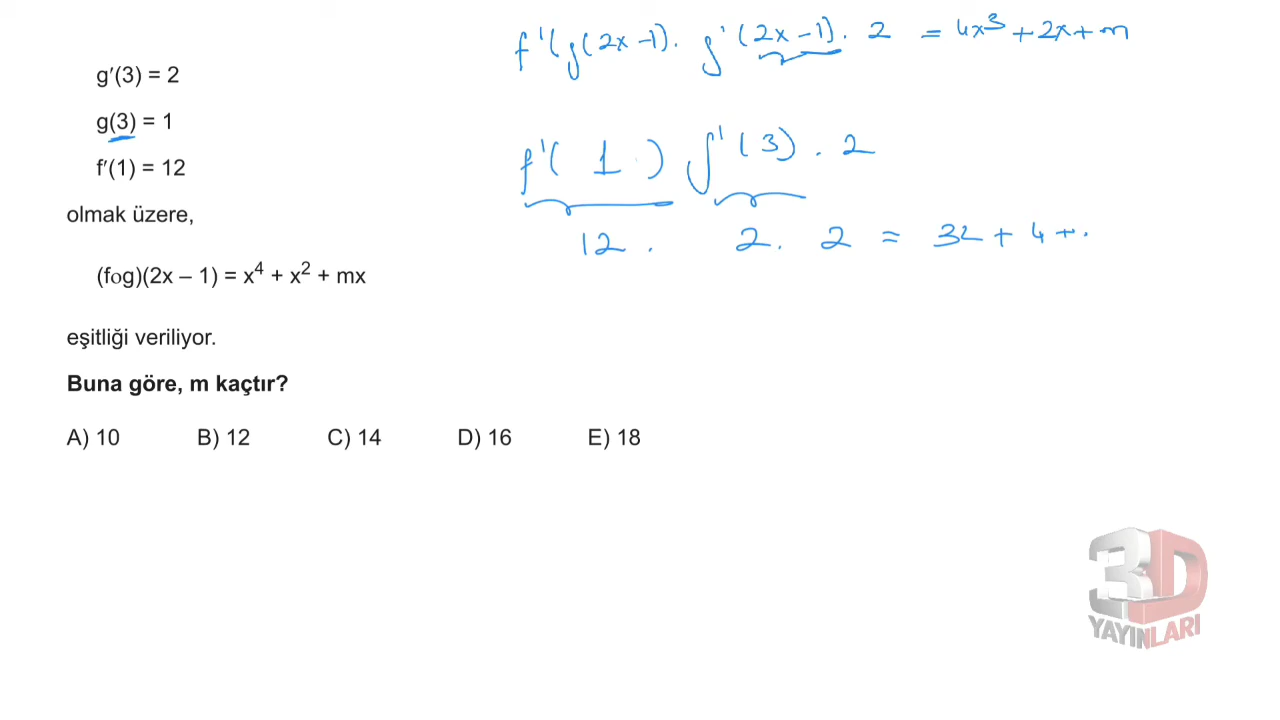 g′(3) = 2
g(3) = 1
f′(1) = 12
olmak üzere,
(fog)(2x – 1) = x⁴ + x² + mx
eşitliği veriliyor.
Buna göre, m kaçtır?
A) 10 B) 12 C) 14 D) 16 E) 18
f'(g(2x-1). g'(2x-1). 2 = 4x³+2x+m
f'( 1 ) g'(3). 2
12 . 2. 2 = 32 + 4 +
3D
YAYINLARI